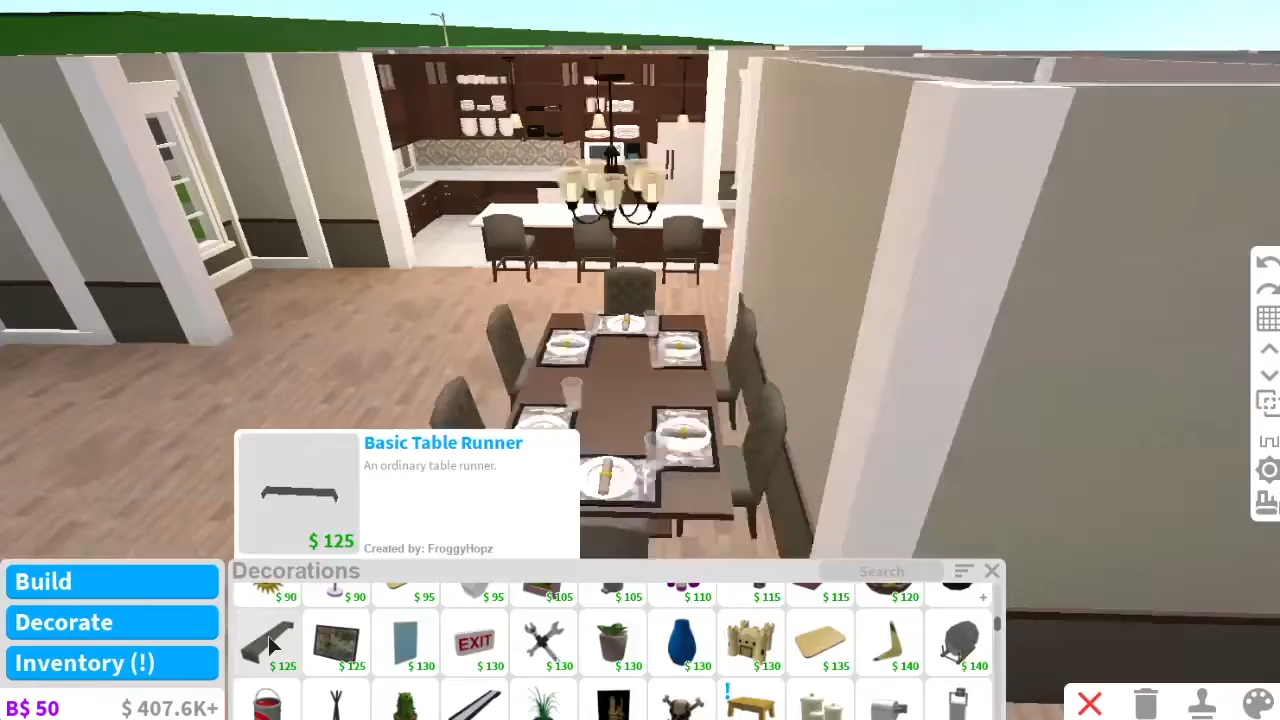 Basic Table Runner
An ordinary table runner.
$ 125
Created by: FroggyHopz
Build
Decorate
Inventory (!)
B$ 50
$ 407.6K+
Decorations
Search
$ 90
$ 90
$ 95
$ 95
$ 105
$ 105
$ 110
$ 115
$ 115
$ 120
+
$ 125
$ 125
$ 130
EXIT
$ 130
$ 130
$ 130
$ 130
$ 130
$ 135
$ 140
$ 140
!